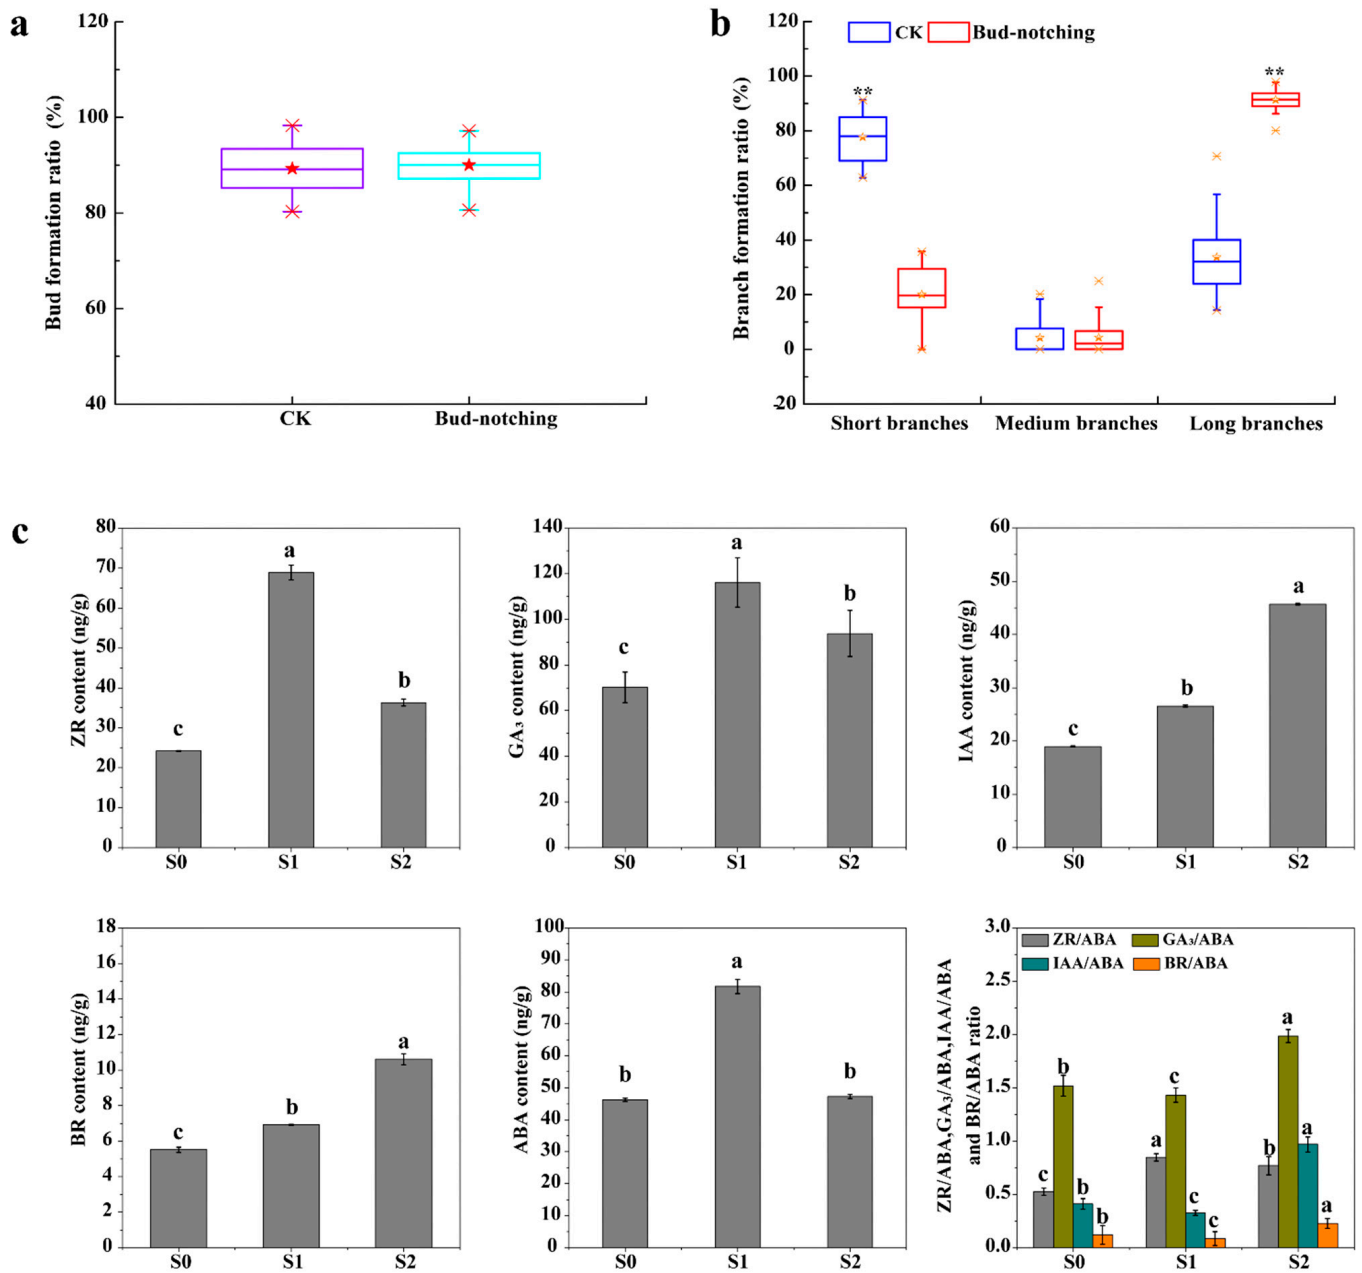 a
Bud formation ratio (%)
120
100
80
60
40
CK
Bud-notching
b
Branch formation ratio (%)
120
100
80
60
40
20
0
-20
CK
Bud-notching
**
**
Short branches
Medium branches
Long branches
c
ZR content (ng/g)
80
70
60
50
40
30
20
10
0
c
a
b
S0
S1
S2
GA₃ content (ng/g)
140
120
100
80
60
40
20
0
c
a
b
S0
S1
S2
IAA content (ng/g)
60
50
40
30
20
10
0
c
b
a
S0
S1
S2
BR content (ng/g)
18
16
14
12
10
8
6
4
2
0
c
b
a
S0
S1
S2
ABA content (ng/g)
100
90
80
70
60
50
40
30
20
10
0
b
a
b
S0
S1
S2
ZR/ABA,GA₃/ABA,IAA/ABA
and BR/ABA ratio
3.0
2.5
2.0
1.5
1.0
0.5
0.0
ZR/ABA
GA₃/ABA
IAA/ABA
BR/ABA
c
b
b
b
a
c
c
c
b
a
a
a
S0
S1
S2